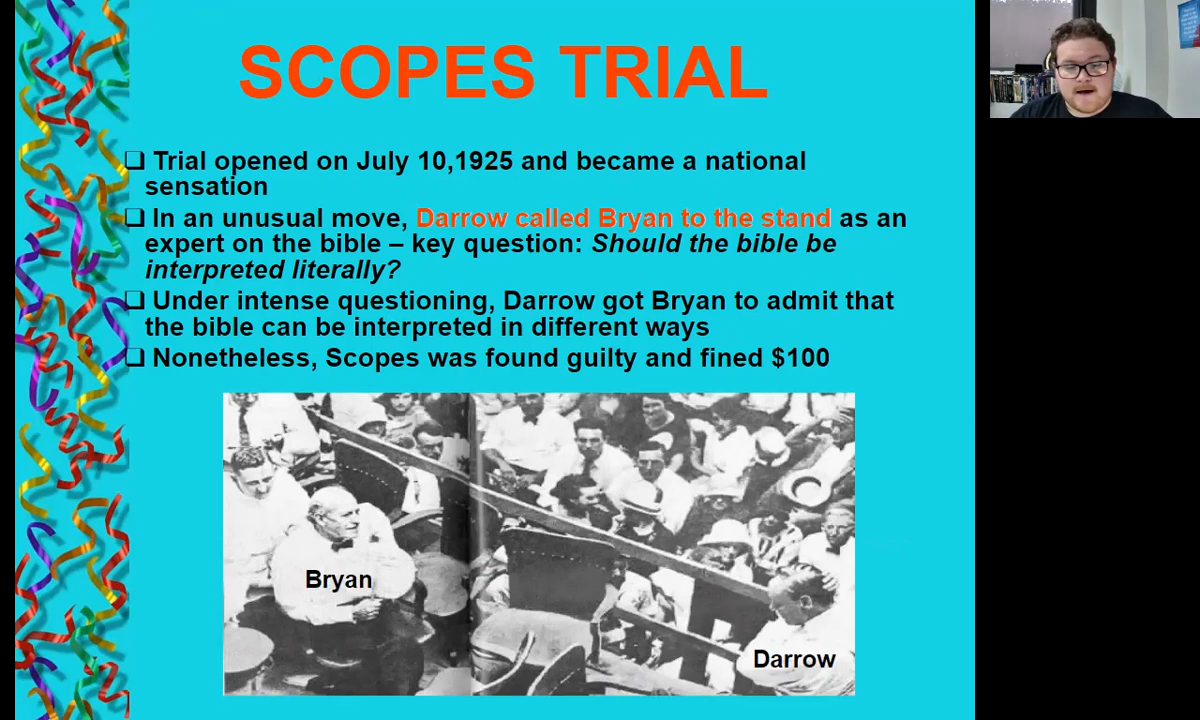 SCOPES TRIAL
❑ Trial opened on July 10,1925 and became a national
sensation
❑ In an unusual move, Darrow called Bryan to the stand as an
expert on the bible – key question: Should the bible be
interpreted literally?
❑ Under intense questioning, Darrow got Bryan to admit that
the bible can be interpreted in different ways
❑ Nonetheless, Scopes was found guilty and fined $100
Bryan
Darrow